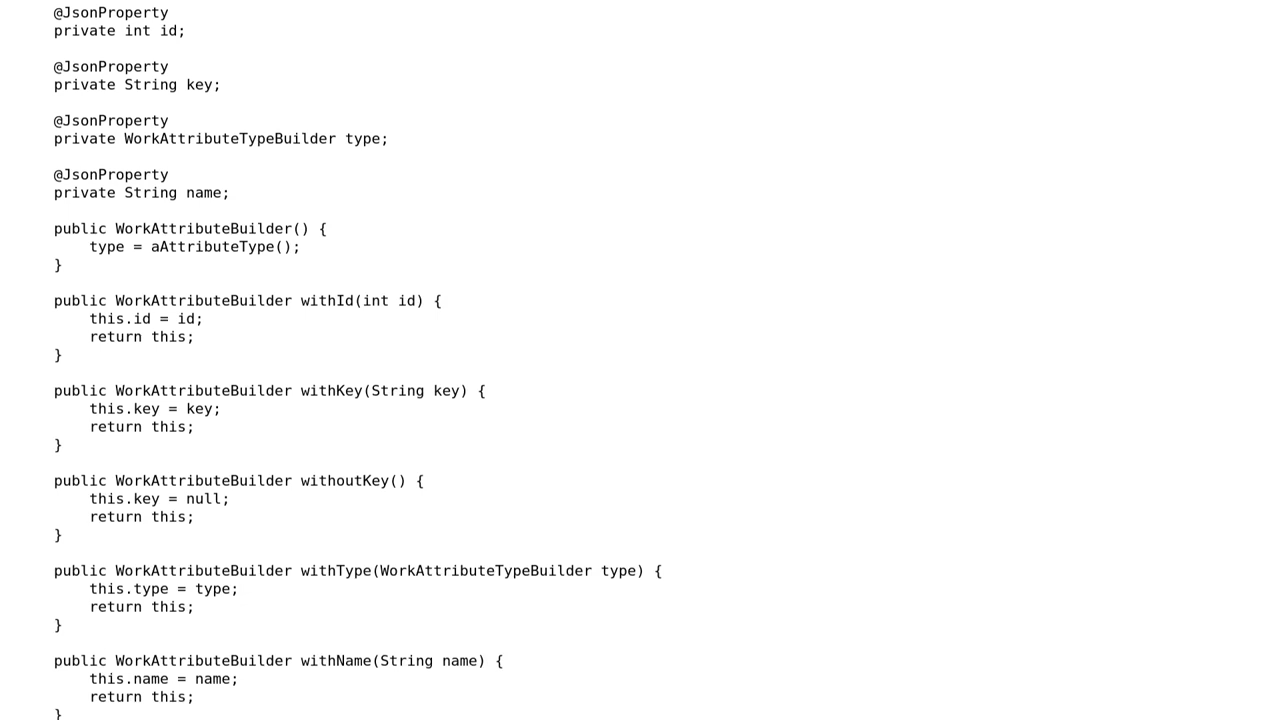 @JsonProperty
private int id;

@JsonProperty
private String key;

@JsonProperty
private WorkAttributeTypeBuilder type;

@JsonProperty
private String name;

public WorkAttributeBuilder() {
    type = aAttributeType();
}

public WorkAttributeBuilder withId(int id) {
    this.id = id;
    return this;
}

public WorkAttributeBuilder withKey(String key) {
    this.key = key;
    return this;
}

public WorkAttributeBuilder withoutKey() {
    this.key = null;
    return this;
}

public WorkAttributeBuilder withType(WorkAttributeTypeBuilder type) {
    this.type = type;
    return this;
}

public WorkAttributeBuilder withName(String name) {
    this.name = name;
    return this;
}